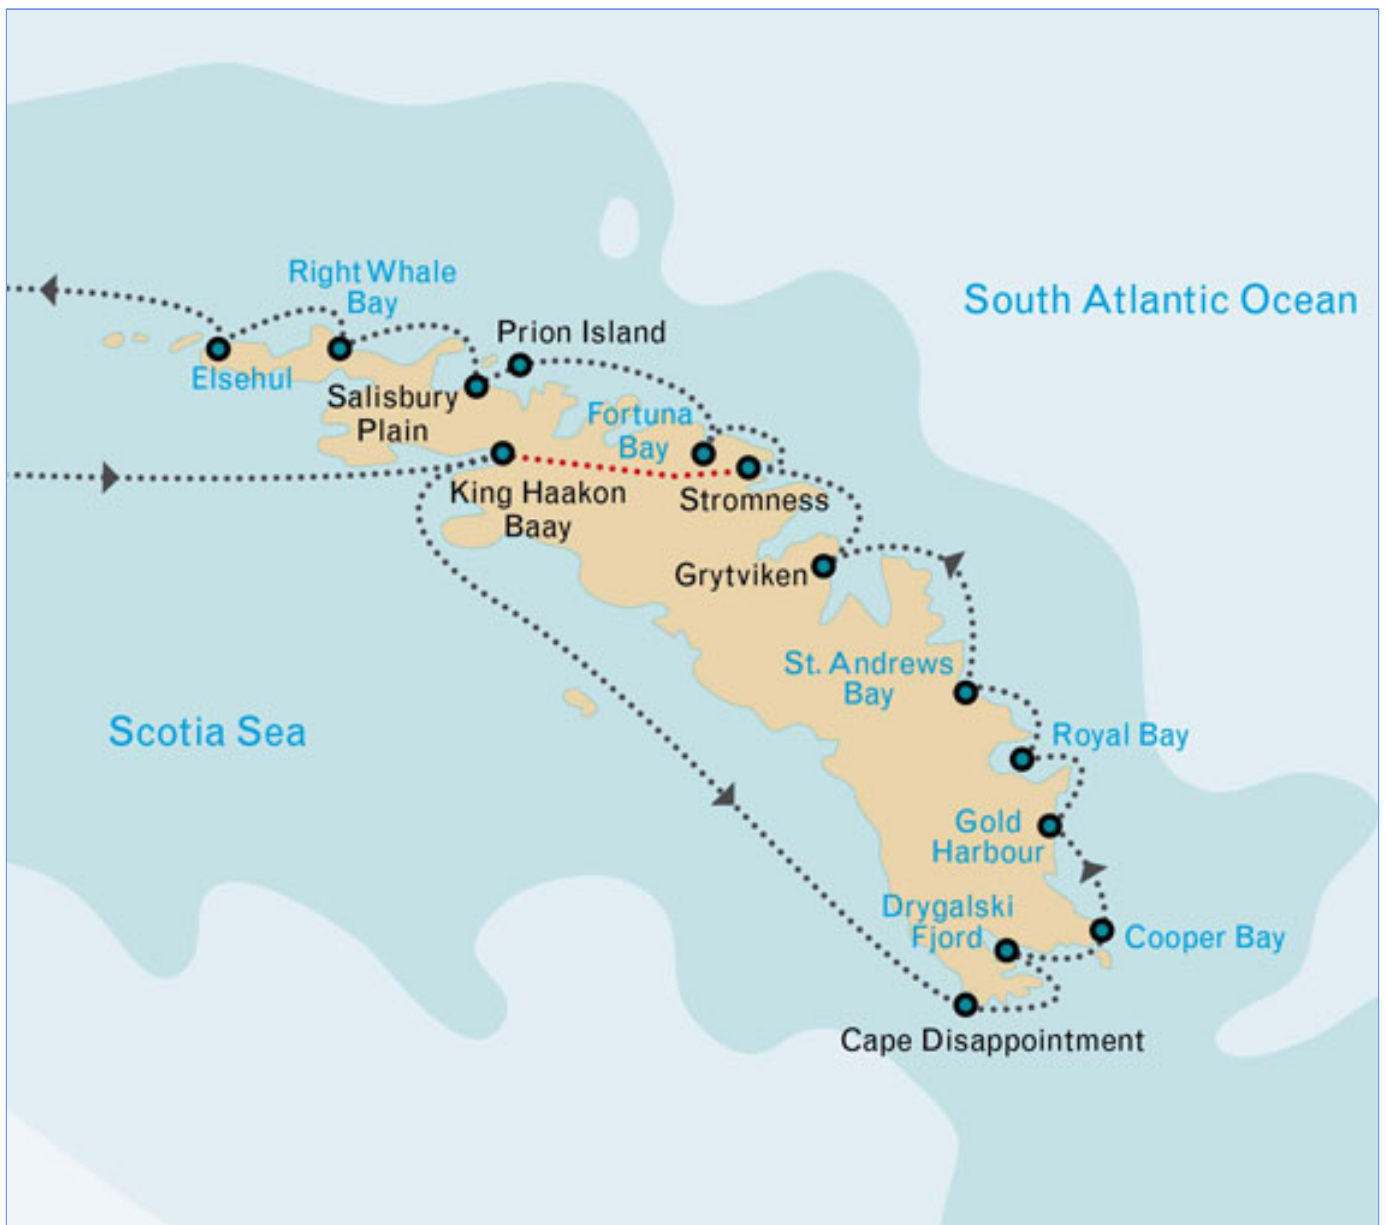 Right Whale
Bay
South Atlantic Ocean
Prion Island
Elsehul
Salisbury
Plain
Fortuna
Bay
King Haakon
Baay
Stromness
Grytviken
St. Andrews
Bay
Scotia Sea
Royal Bay
Gold
Harbour
Drygalski
Fjord
Cooper Bay
Cape Disappointment